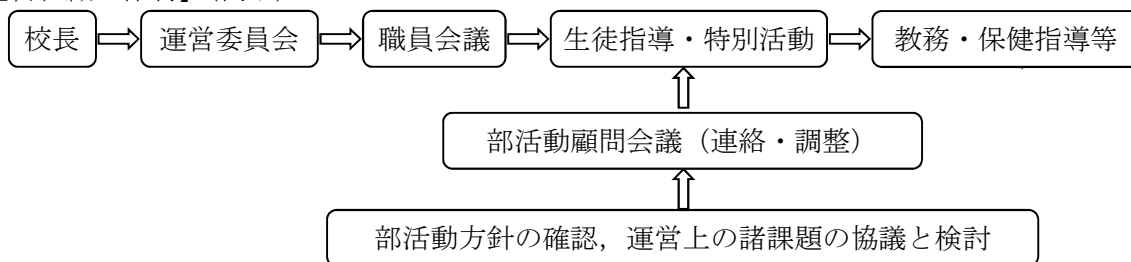 校長 運営委員会 職員会議 生徒指導・特別活動 教務・保健指導等
部活動顧問会議（連絡・調整）
部活動方針の確認，運営上の諸課題の協議と検討